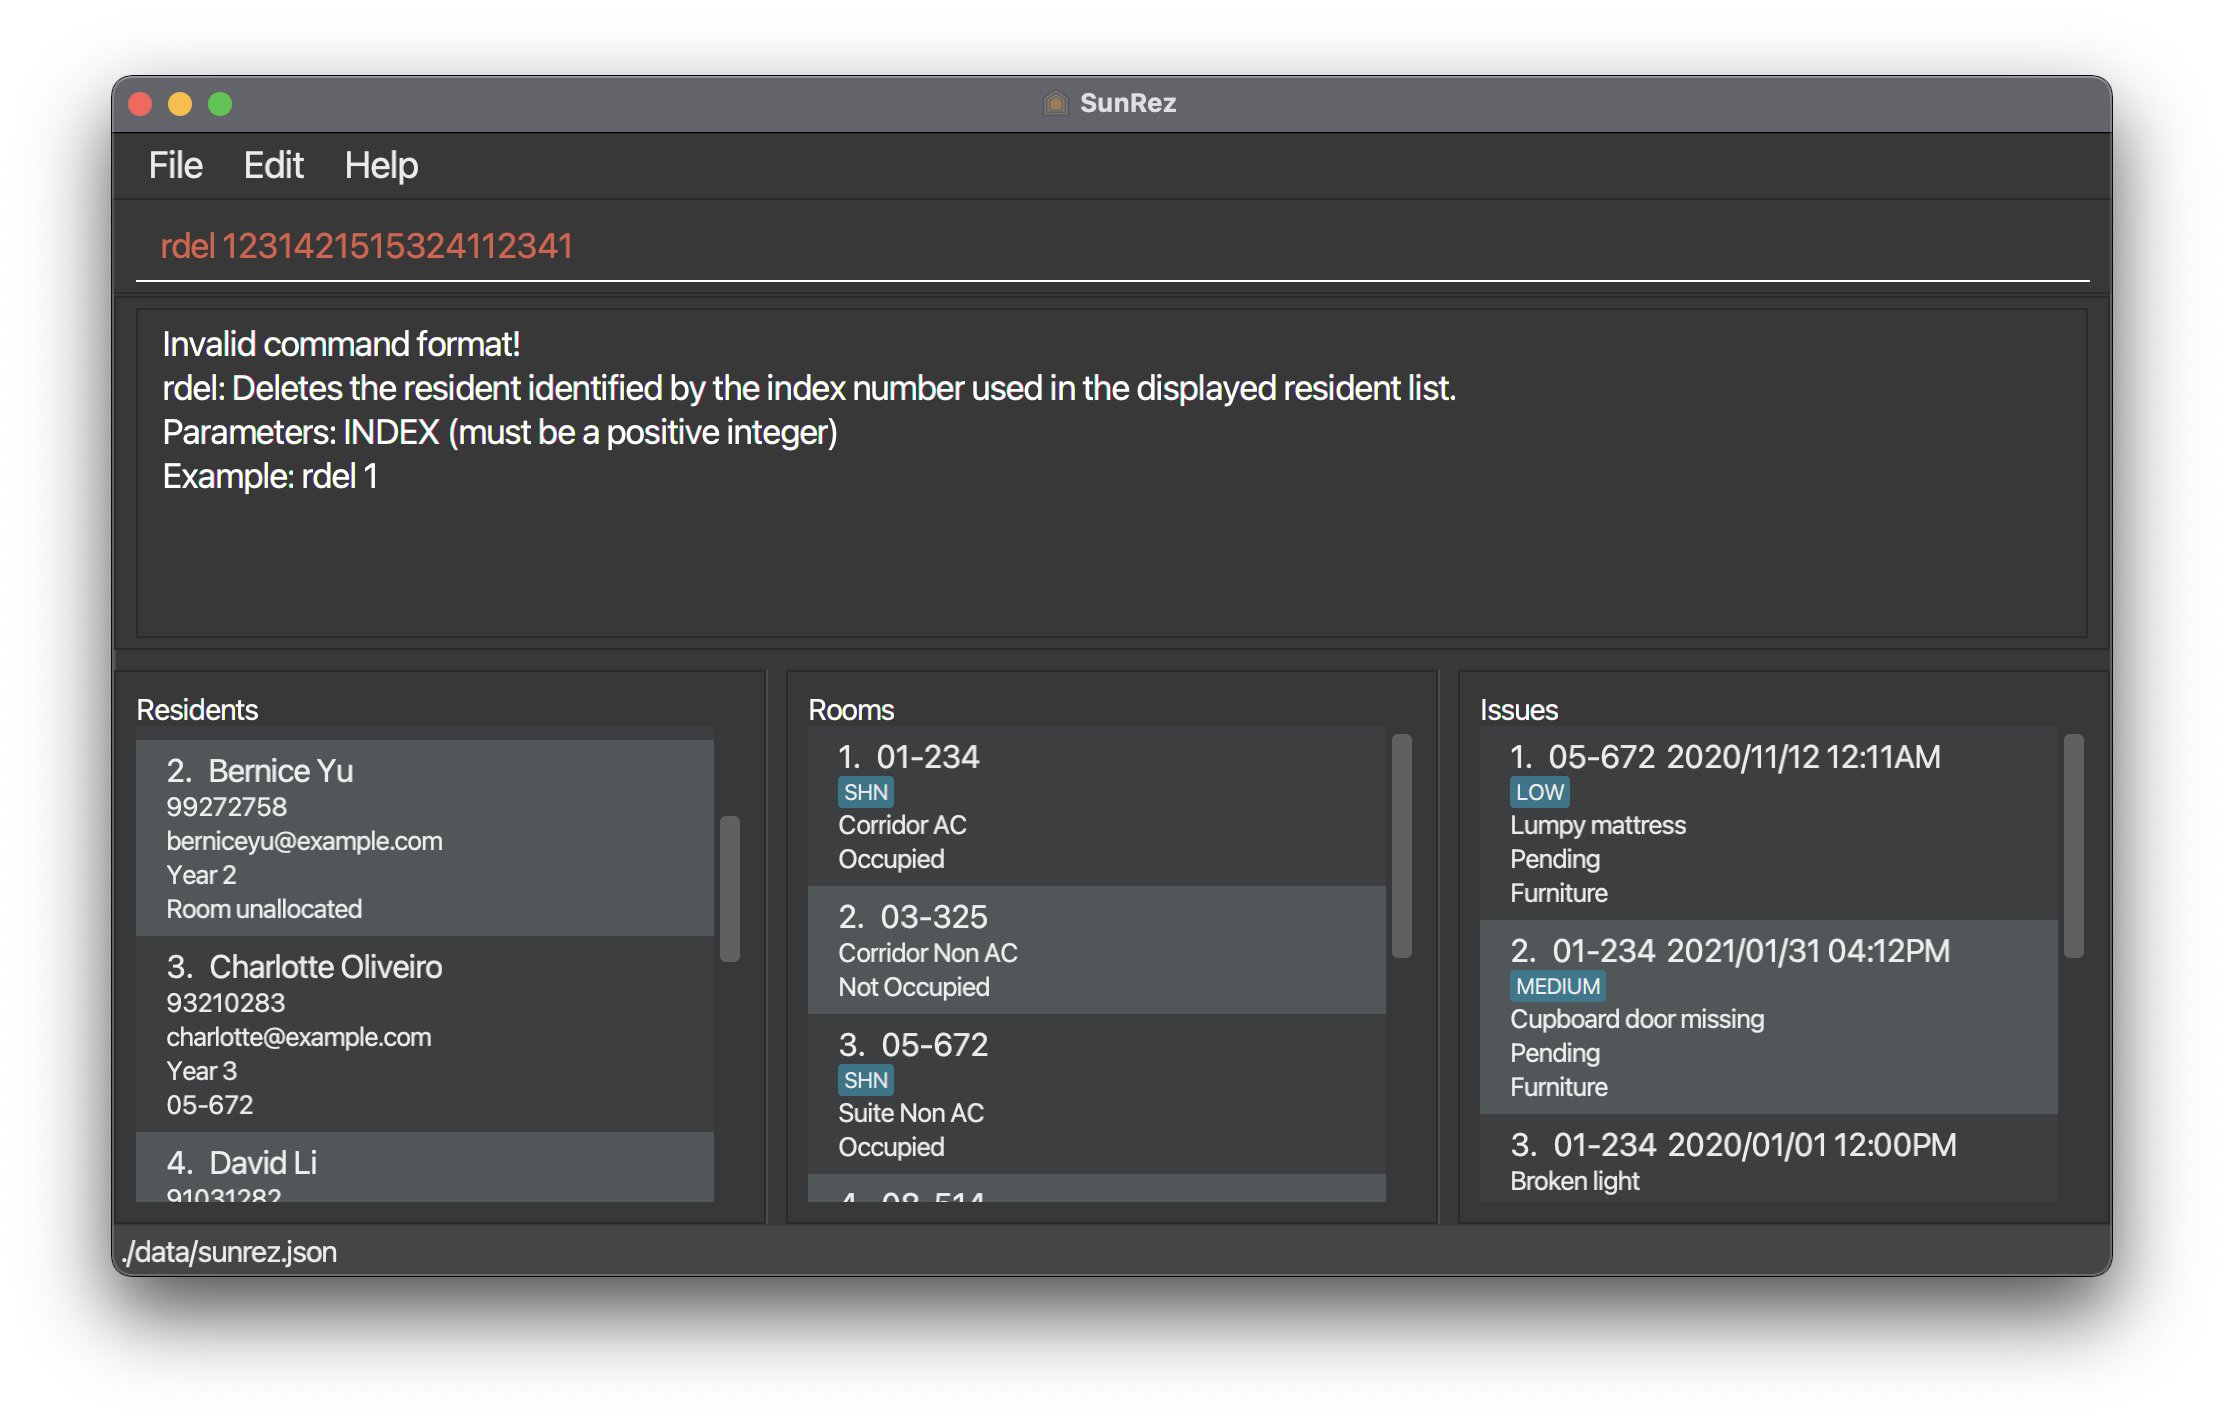 SunRez
File Edit Help
rdel 1231421515324112341
Invalid command format!
rdel: Deletes the resident identified by the index number used in the displayed resident list.
Parameters: INDEX (must be a positive integer)
Example: rdel 1
Residents
2. Bernice Yu
99272758
berniceyu@example.com
Year 2
Room unallocated
3. Charlotte Oliveiro
93210283
charlotte@example.com
Year 3
05-672
4. David Li
91031282
Rooms
1. 01-234
SHN
Corridor AC
Occupied
2. 03-325
Corridor Non AC
Not Occupied
3. 05-672
SHN
Suite Non AC
Occupied
4. 08-514
Issues
1. 05-672 2020/11/12 12:11AM
LOW
Lumpy mattress
Pending
Furniture
2. 01-234 2021/01/31 04:12PM
MEDIUM
Cupboard door missing
Pending
Furniture
3. 01-234 2020/01/01 12:00PM
Broken light
./data/sunrez.json